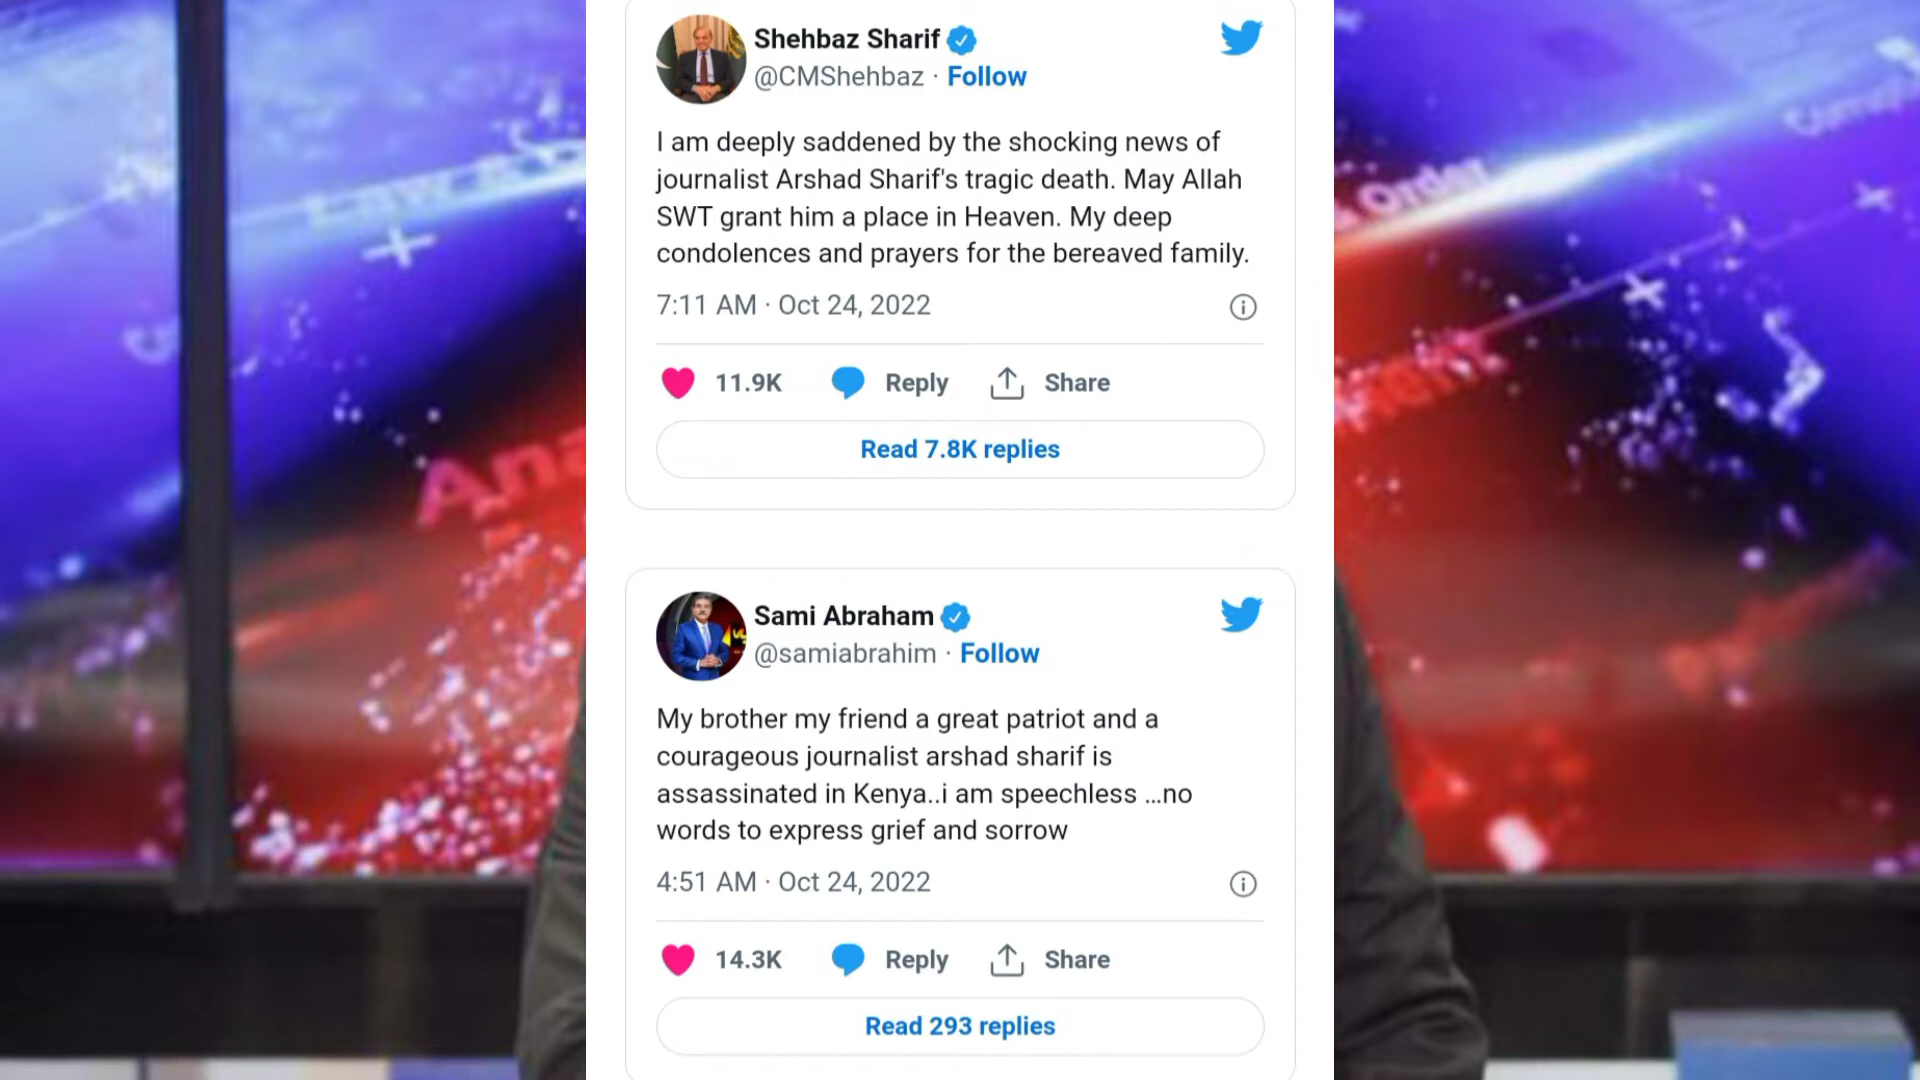 Shehbaz Sharif
@CMShehbaz · Follow
I am deeply saddened by the shocking news of
journalist Arshad Sharif's tragic death. May Allah
SWT grant him a place in Heaven. My deep
condolences and prayers for the bereaved family.
7:11 AM · Oct 24, 2022
11.9K Reply Share
Read 7.8K replies
Sami Abraham
@samiabrahim · Follow
My brother my friend a great patriot and a
courageous journalist arshad sharif is
assassinated in Kenya..i am speechless ...no
words to express grief and sorrow
4:51 AM · Oct 24, 2022
14.3K Reply Share
Read 293 replies
Law & O
Ana
& Order